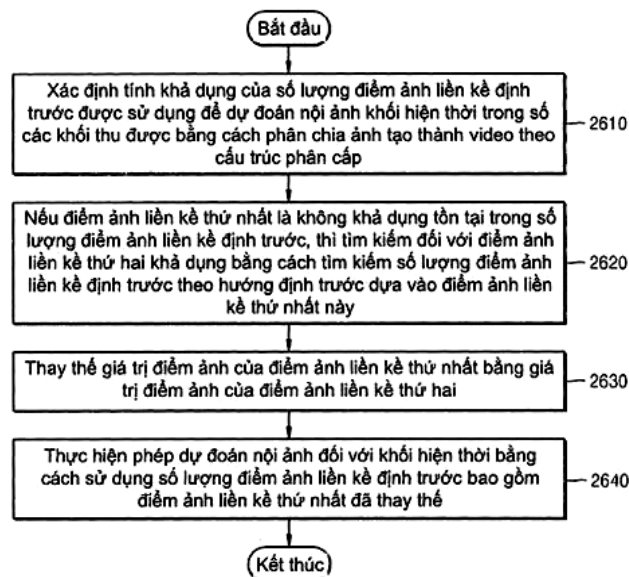 Bắt đầu
Xác định tính khả dụng của số lượng điểm ảnh liền kề định
trước được sử dụng để dự đoán nội ảnh khối hiện thời trong số
các khối thu được bằng cách phân chia ảnh tạo thành video theo
cấu trúc phân cấp
2610
Nếu điểm ảnh liền kề thứ nhất là không khả dụng tồn tại trong số
lượng điểm ảnh liền kề định trước, thì tìm kiếm đối với điểm ảnh
liền kề thứ hai khả dụng bằng cách tìm kiếm số lượng điểm ảnh
liền kề định trước theo hướng định trước dựa vào điểm ảnh liền
kề thứ nhất này
2620
Thay thế giá trị điểm ảnh của điểm ảnh liền kề thứ nhất bằng giá
trị điểm ảnh của điểm ảnh liền kề thứ hai
2630
Thực hiện phép dự đoán nội ảnh đối với khối hiện thời bằng
cách sử dụng số lượng điểm ảnh liền kề định trước bao gồm
điểm ảnh liền kề thứ nhất đã thay thế
2640
Kết thúc